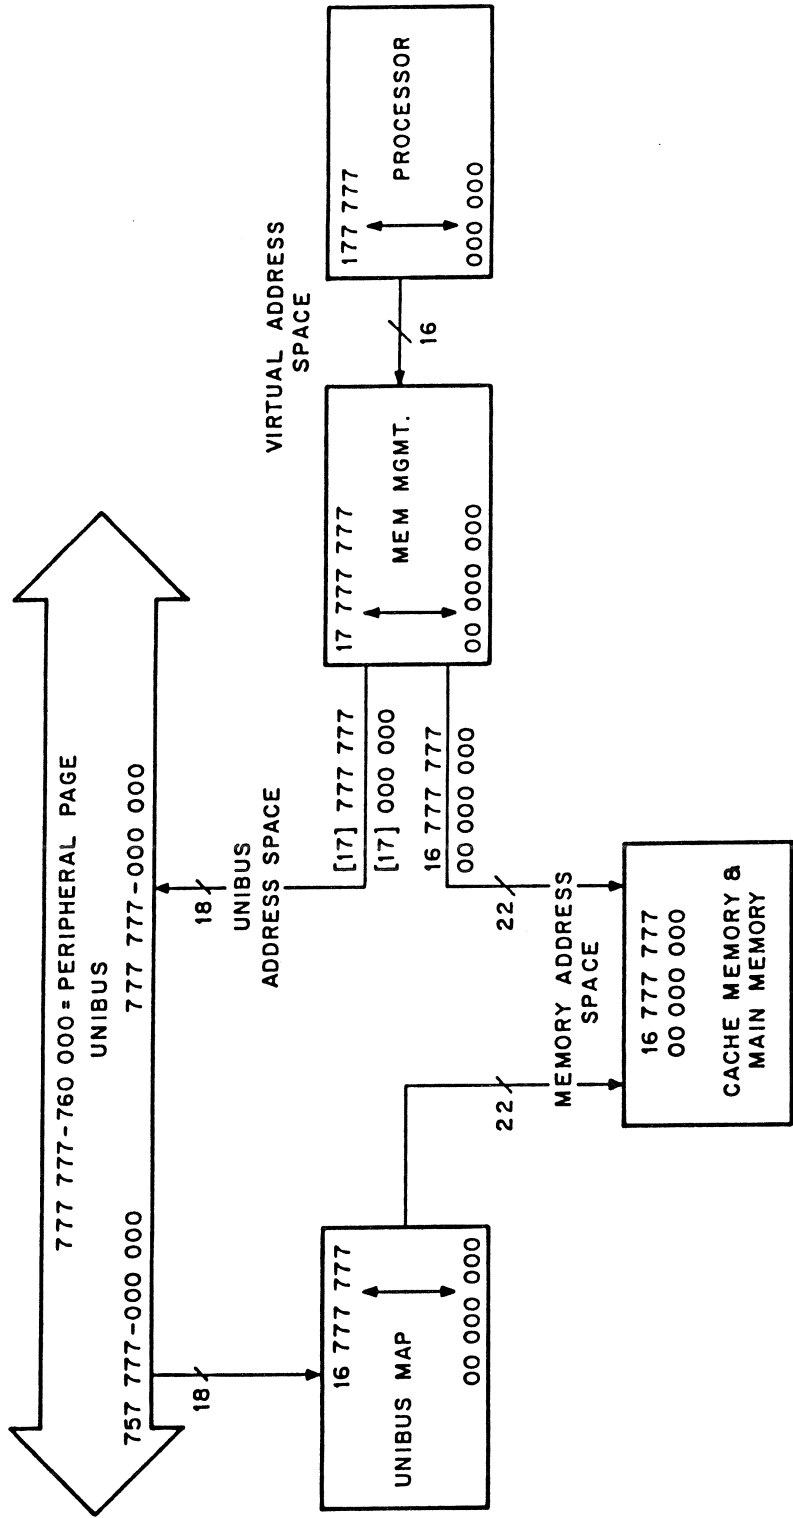 777 777-760 000 = PERIPHERAL PAGE
UNIBUS
757 777-000 000
777 777-000 000
18
18
UNIBUS
ADDRESS SPACE
VIRTUAL ADDRESS
SPACE
16 777 777
UNIBUS MAP
00 000 000
[17] 777 777
[17] 000 000
16 777 777
00 000 000
17 777 777
MEM MGMT.
00 000 000
16
177 777
PROCESSOR
000 000
22
22
MEMORY ADDRESS
SPACE
16 777 777
00 000 000
CACHE MEMORY &
MAIN MEMORY